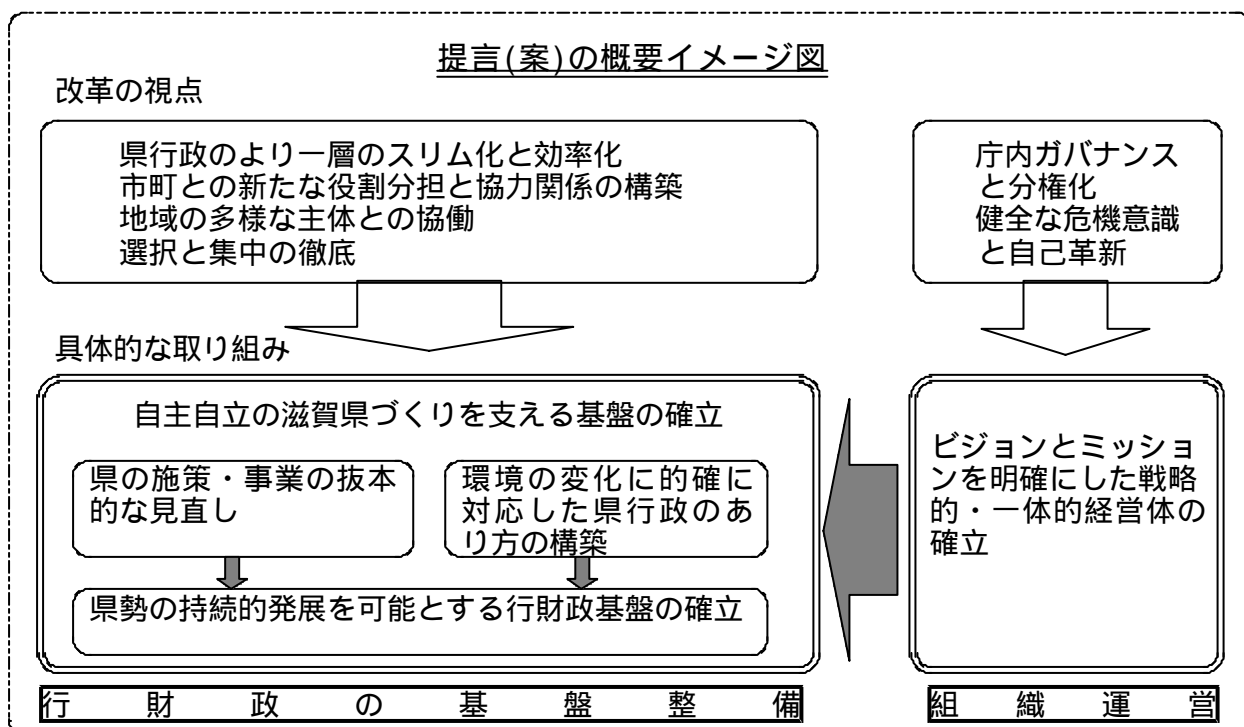 提言(案)の概要イメージ図
改革の視点
県行政のより一層のスリム化と効率化
市町との新たな役割分担と協力関係の構築
地域の多様な主体との協働
選択と集中の徹底
庁内ガバナンス
と分権化
健全な危機意識
と自己革新
具体的な取り組み
自主自立の滋賀県づくりを支える基盤の確立
県の施策・事業の抜本
的な見直し
環境の変化に的確に
対応した県行政のあ
り方の構築
県勢の持続的発展を可能とする行財政基盤の確立
ビジョンとミッショ
ンを明確にした戦略
的・一体的経営体の
確立
行財政の基盤整備
組織運営